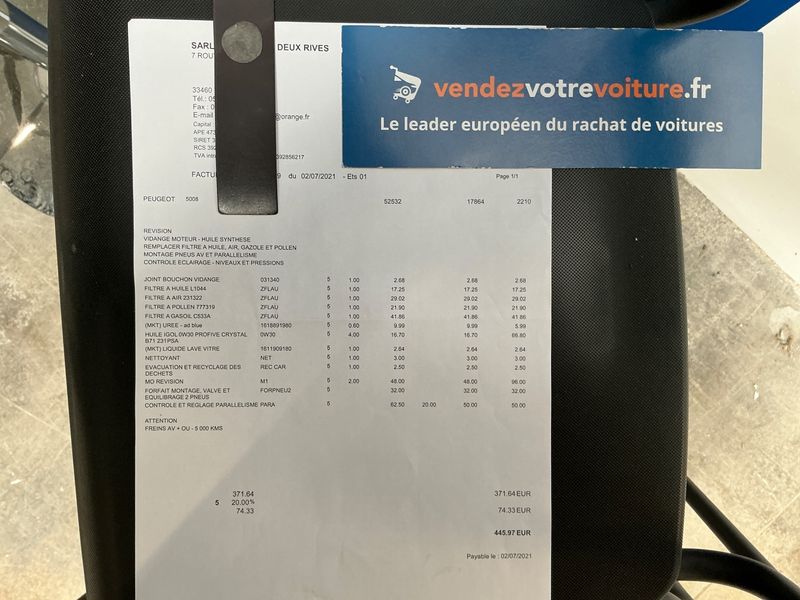 SARL DEUX RIVES
7 ROU
33460
Tél.: 05
Fax : 0
E-mail @orange.fr
Capital :
APE 473
SIRET 3
RCS 392
TVA intra 392856217
vendezvotrevoiture.fr
Le leader européen du rachat de voitures
FACTU 9 du 02/07/2021 - Ets 01 Page 1/1
PEUGEOT 5008 52532 17864 2210
REVISION
VIDANGE MOTEUR - HUILE SYNTHESE
REMPLACER FILTRE A HUILE, AIR, GAZOLE ET POLLEN
MONTAGE PNEUS AV ET PARALLELISME
CONTROLE ECLAIRAGE - NIVEAUX ET PRESSIONS
JOINT BOUCHON VIDANGE 031340 5 1.00 2.68 2.68 2.68
FILTRE A HUILE L1044 ZFLAU 5 1.00 17.25 17.25 17.25
FILTRE A AIR 231322 ZFLAU 5 1.00 29.02 29.02 29.02
FILTRE A POLLEN 777319 ZFLAU 5 1.00 21.90 21.90 21.90
FILTRE A GASOIL C533A ZFLAU 5 1.00 41.86 41.86 41.86
(MKT) UREE - ad blue 1618891980 5 0.60 9.99 9.99 5.99
HUILE IGOL 0W30 PROFIVE CRYSTAL 0W30 5 4.00 16.70 16.70 66.80
B71 231PSA
(MKT) LIQUIDE LAVE VITRE 1611909180 5 1.00 2.64 2.64 2.64
NETTOYANT NET 5 1.00 3.00 3.00 3.00
EVACUATION ET RECYCLAGE DES REC CAR 5 1.00 2.50 2.50 2.50
DECHETS
MO REVISION M1 5 2.00 48.00 48.00 96.00
FORFAIT MONTAGE, VALVE ET FORPNEU2 5 32.00 32.00 32.00
EQUILIBRAGE 2 PNEUS
CONTROLE ET REGLAGE PARALLELISME PARA 5 62.50 20.00 50.00 50.00
ATTENTION
FREINS AV + OU - 5 000 KMS
371.64 371.64 EUR
5 20.00%
74.33 74.33 EUR
445.97 EUR
Payable le : 02/07/2021